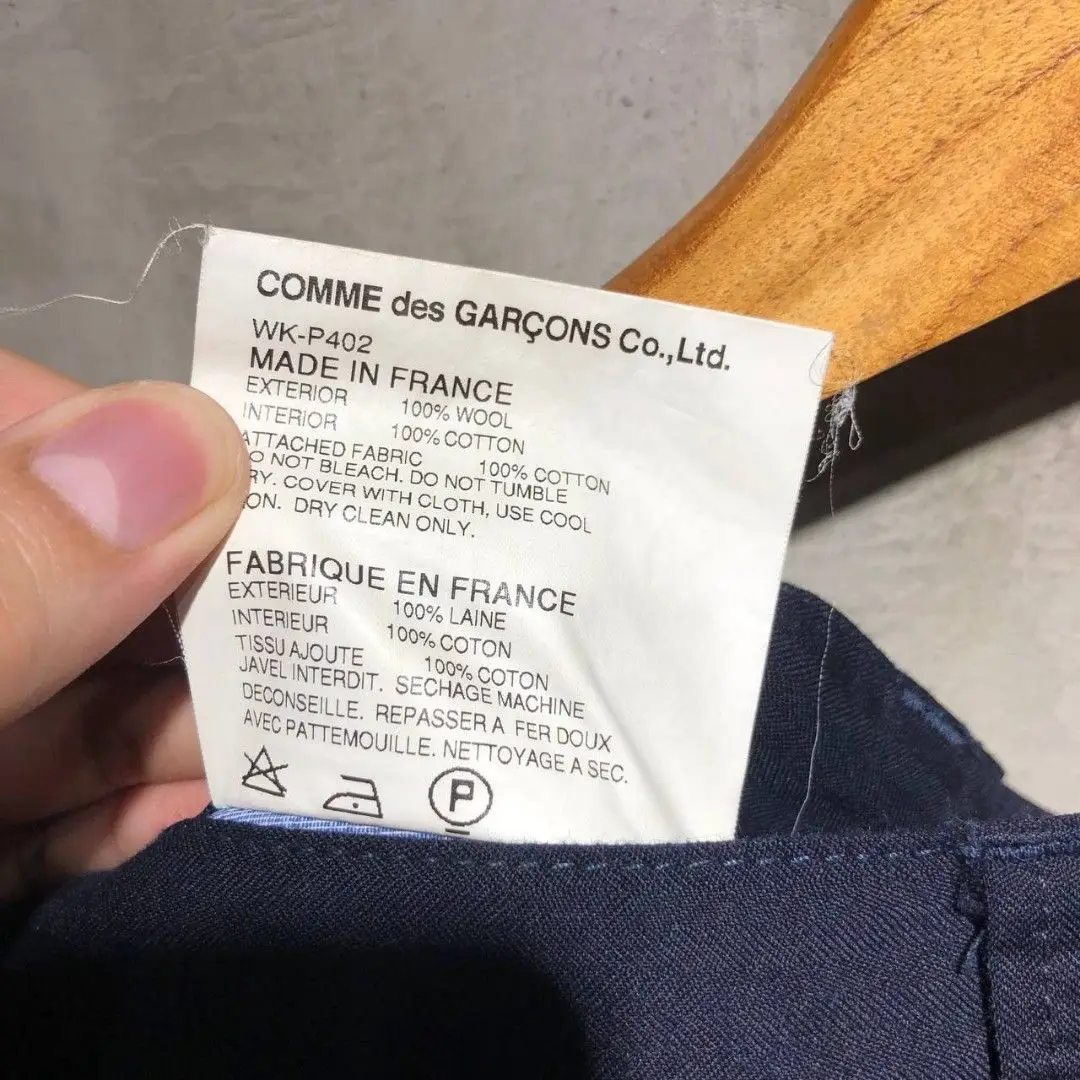 COMME des GARÇONS Co.,Ltd.
WK-P402
MADE IN FRANCE
EXTERIOR 100% WOOL
INTERIOR 100% COTTON
ATTACHED FABRIC 100% COTTON
O NOT BLEACH. DO NOT TUMBLE
RY. COVER WITH CLOTH, USE COOL
ON. DRY CLEAN ONLY.
FABRIQUE EN FRANCE
EXTERIEUR 100% LAINE
INTERIEUR 100% COTON
TISSU AJOUTE 100% COTON
JAVEL INTERDIT. SECHAGE MACHINE
DECONSEILLE. REPASSER A FER DOUX
AVEC PATTEMOUILLE. NETTOYAGE A SEC.
P